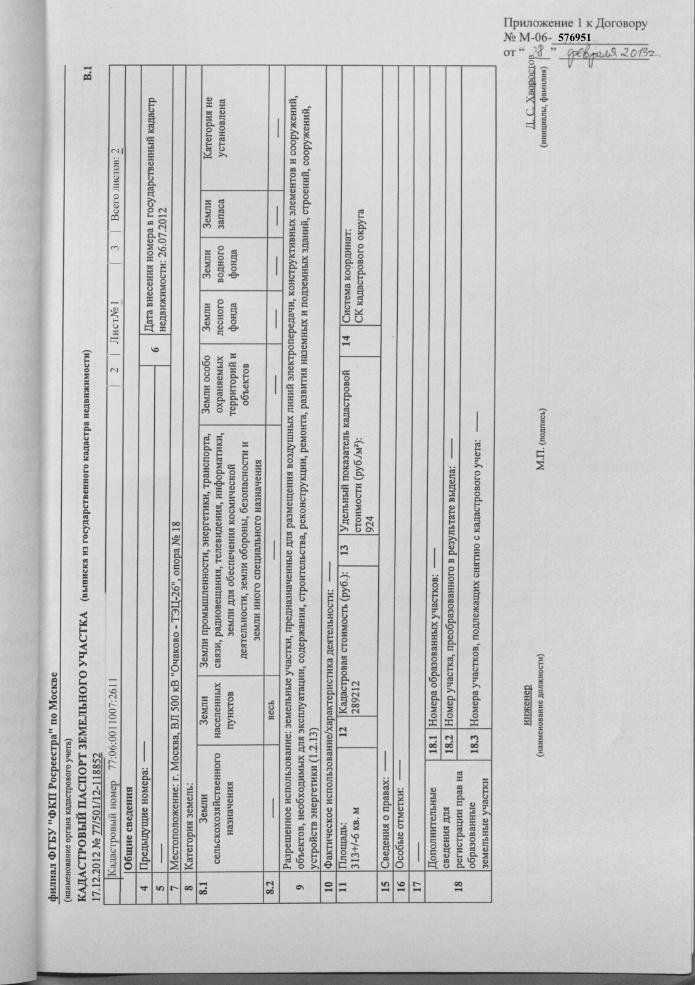 Приложение 1 к Договору
№ М-06- 576951
от “ 28 ” февраля 2013г.
филиал ФГБУ "ФКП Росреестра" по Москве
(наименование органа кадастрового учета)
КАДАСТРОВЫЙ ПАСПОРТ ЗЕМЕЛЬНОГО УЧАСТКА (выписка из государственного кадастра недвижимости)
17.12.2012 № 77/501/12-118852
В.1
Кадастровый номер 77:06:0011007:2611
2
Лист№1
3
Всего листов: 2
Общие сведения
4
Предыдущие номера: ——
5
——
6
Дата внесения номера в государственный кадастр
недвижимости: 26.07.2012
7
Местоположение: г. Москва, ВЛ 500 кВ "Очаково - ТЭЦ-26", опора № 18
8
Категория земель:
8.1
Земли
сельскохозяйственного
назначения
Земли
населенных
пунктов
Земли промышленности, энергетики, транспорта,
связи, радиовещания, телевидения, информатики,
земли для обеспечения космической
деятельности, земли обороны, безопасности и
земли иного специального назначения
Земли особо
охраняемых
территорий и
объектов
Земли
лесного
фонда
Земли
водного
фонда
Земли
запаса
Категория не
установлена
8.2
——
весь
——
——
——
——
——
——
9
Разрешенное использование: земельные участки, предназначенные для размещения воздушных линий электропередачи, конструктивных элементов и сооружений,
объектов, необходимых для эксплуатации, содержания, строительства, реконструкции, ремонта, развития наземных и подземных зданий, строений, сооружений,
устройств энергетики (1.2.13)
10
Фактическое использование/характеристика деятельности: ——
11
Площадь:
313+/-6 кв. м
12
Кадастровая стоимость (руб.):
289212
13
Удельный показатель кадастровой
стоимости (руб./м²):
924
14
Система координат:
СК кадастрового округа
15
Сведения о правах: ——
16
Особые отметки: ——
17
——
18
Дополнительные
сведения для
регистрации прав на
образованные
земельные участки
18.1
Номера образованных участков: ——
18.2
Номер участка, преобразованного в результате выдела: ——
18.3
Номера участков, подлежащих снятию с кадастрового учета: ——
инженер
(наименование должности)
М.П. (подпись)
Д. С. Хворостов
(инициалы, фамилия)